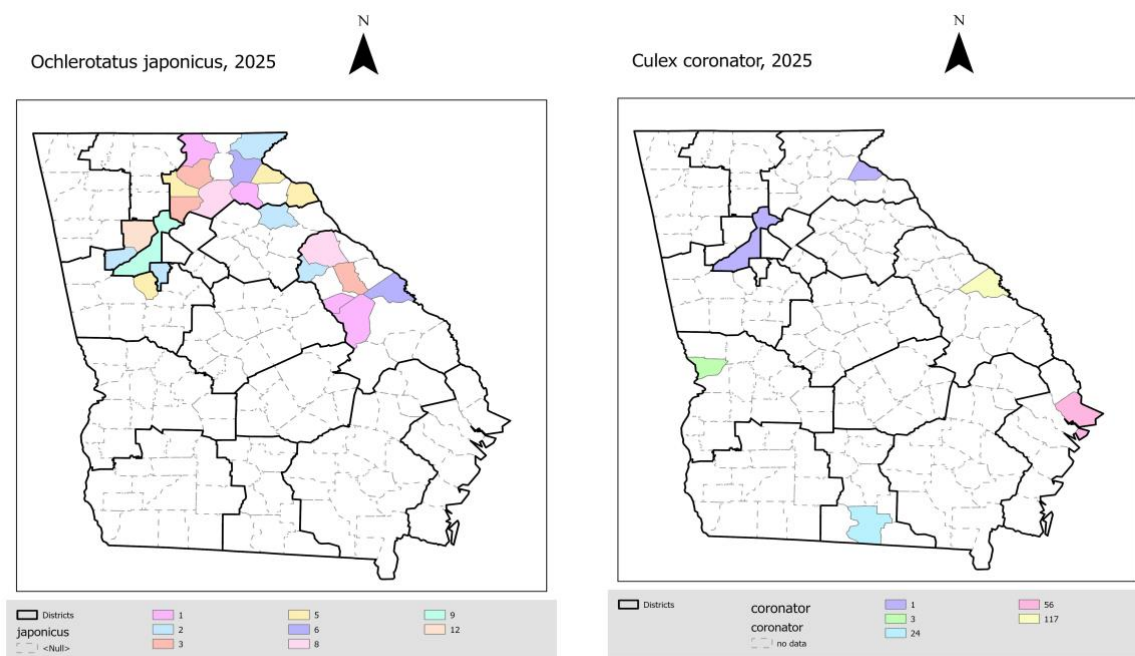 N
Ochlerotatus japonicus, 2025
Districts
japonicus
<Null>
1
2
3
5
6
8
9
12
N
Culex coronator, 2025
Districts
coronator
coronator
no data
1
3
24
56
117